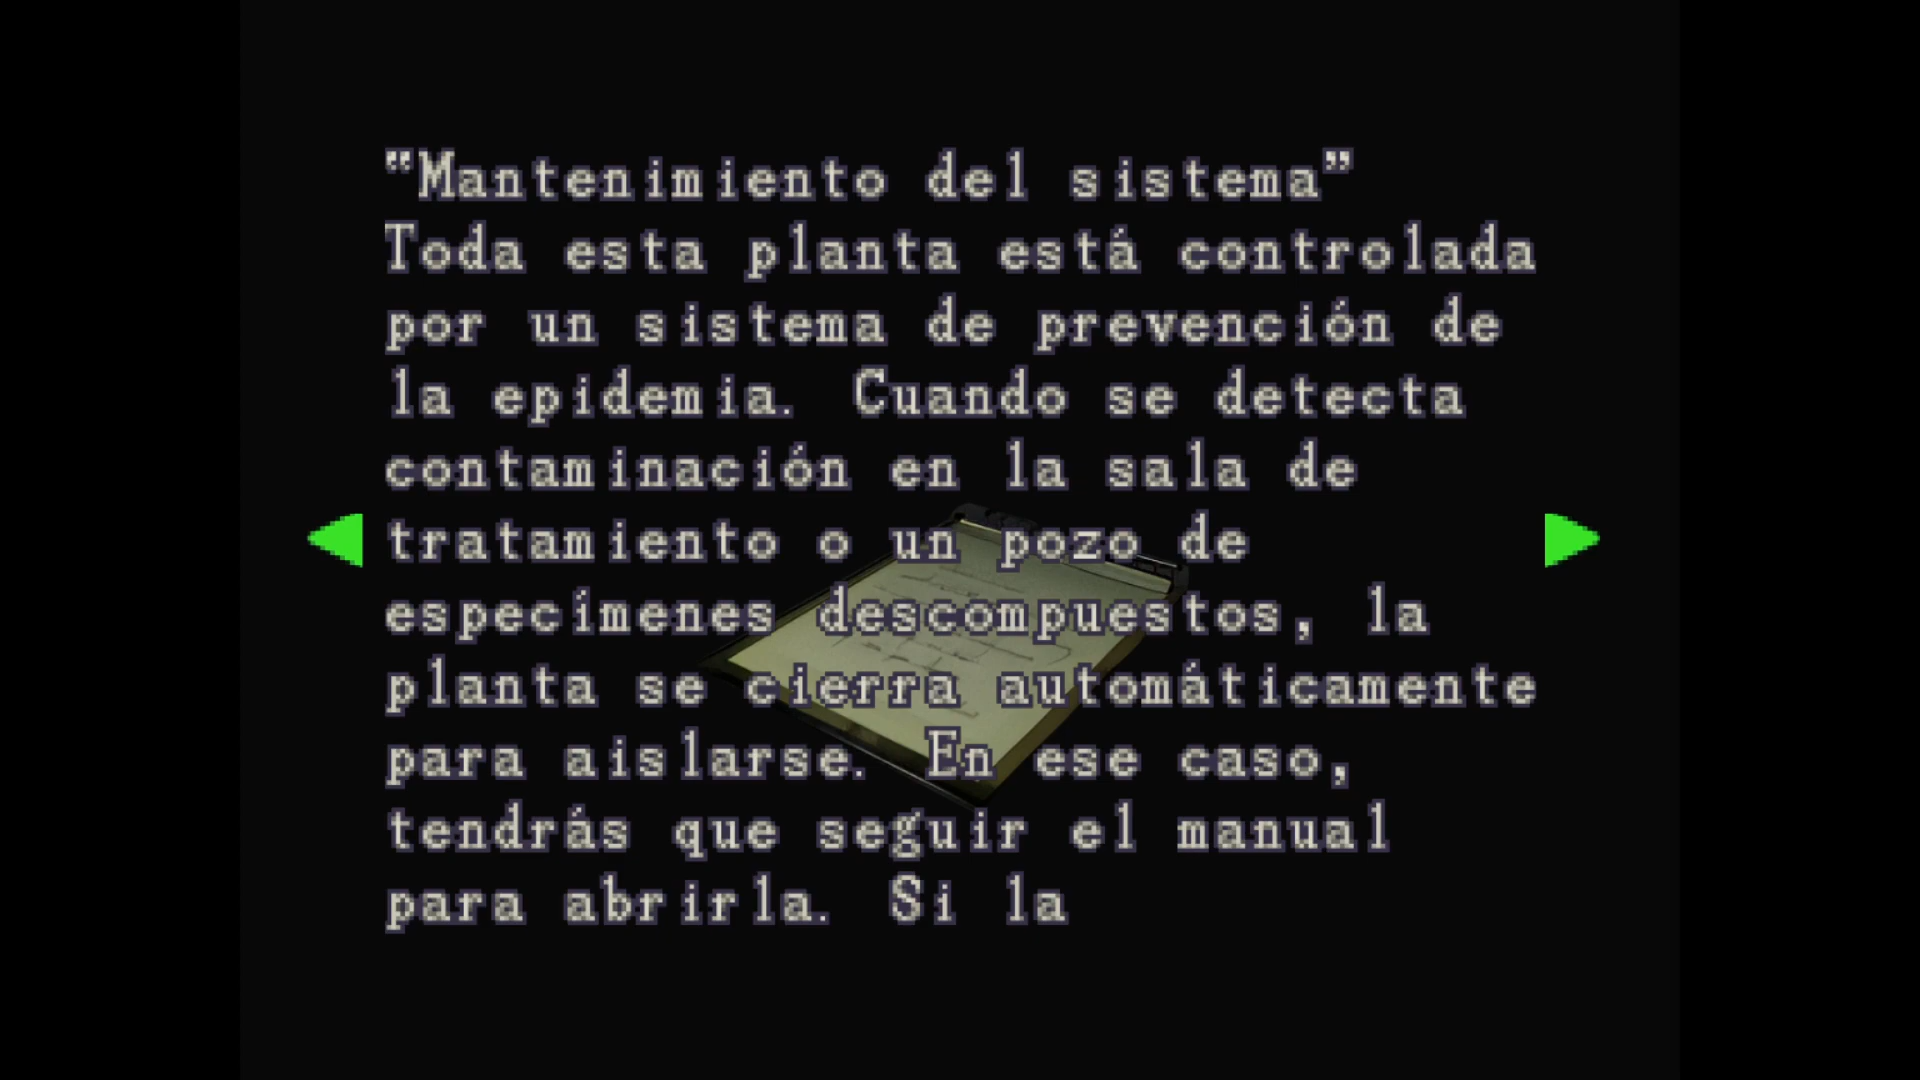 "Mantenimiento del sistema"
Toda esta planta está controlada
por un sistema de prevención de
la epidemia. Cuando se detecta
contaminación en la sala de
tratamiento o un pozo de
especímenes descompuestos, la
planta se cierra automáticamente
para aislarse. En ese caso,
tendrás que seguir el manual
para abrirla. Si la